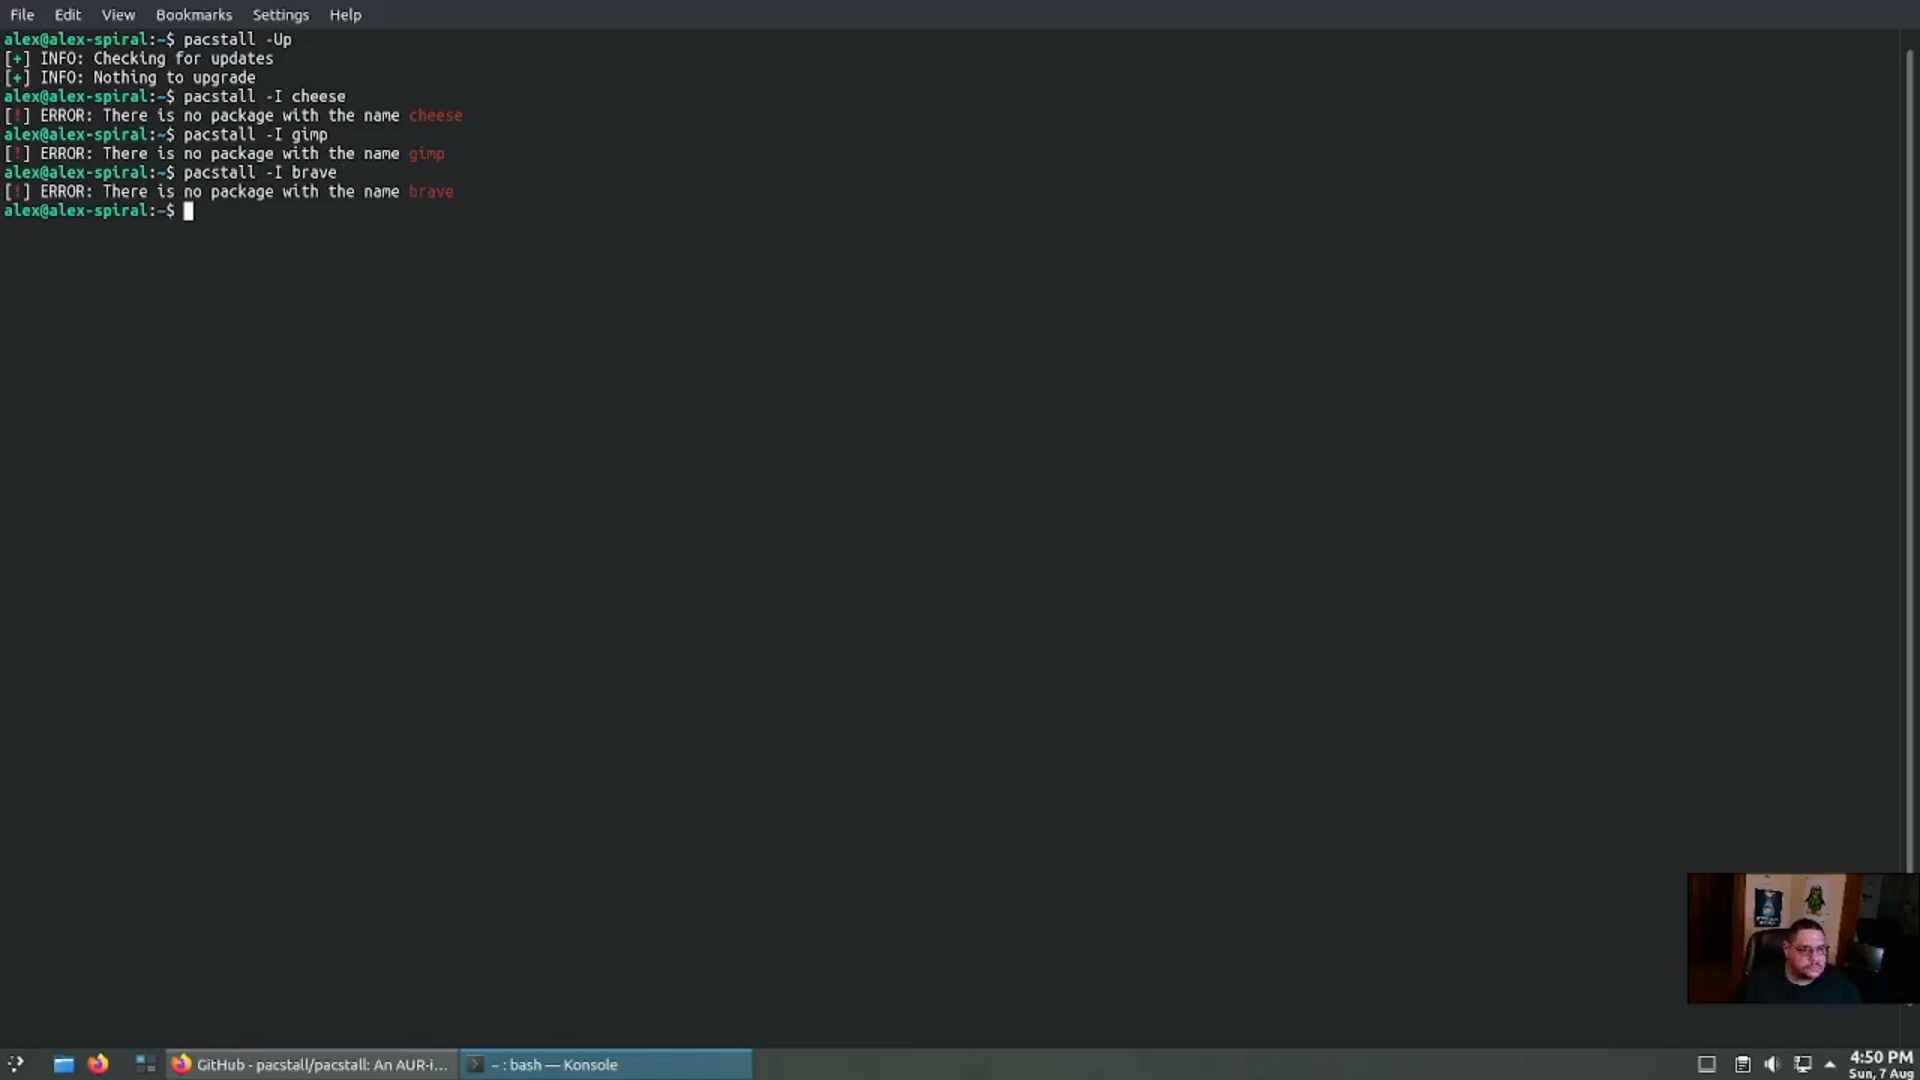 File Edit View Bookmarks Settings Help
alex@alex-spiral:~$ pacstall -Up
[+] INFO: Checking for updates
[+] INFO: Nothing to upgrade
alex@alex-spiral:~$ pacstall -I cheese
[!] ERROR: There is no package with the name cheese
alex@alex-spiral:~$ pacstall -I gimp
[!] ERROR: There is no package with the name gimp
alex@alex-spiral:~$ pacstall -I brave
[!] ERROR: There is no package with the name brave
alex@alex-spiral:~$
GitHub - pacstall/pacstall: An AUR-i...
~ : bash — Konsole
4:50 PM
Sun, 7 Aug